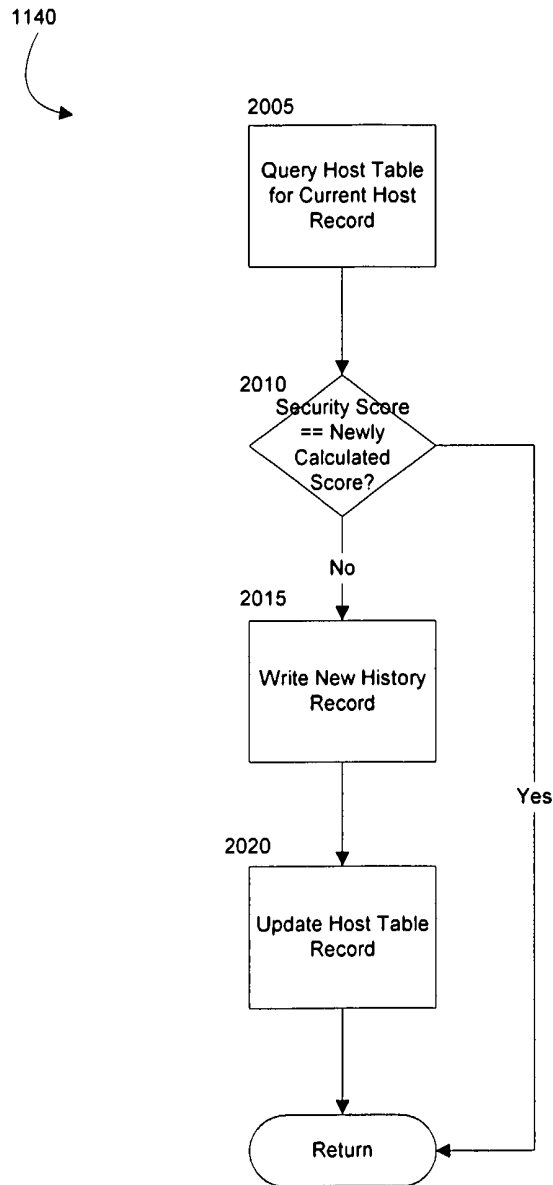 1140
2005
Query Host Table
for Current Host
Record
2010
Security Score
== Newly
Calculated
Score?
No
2015
Write New History
Record
Yes
2020
Update Host Table
Record
Return